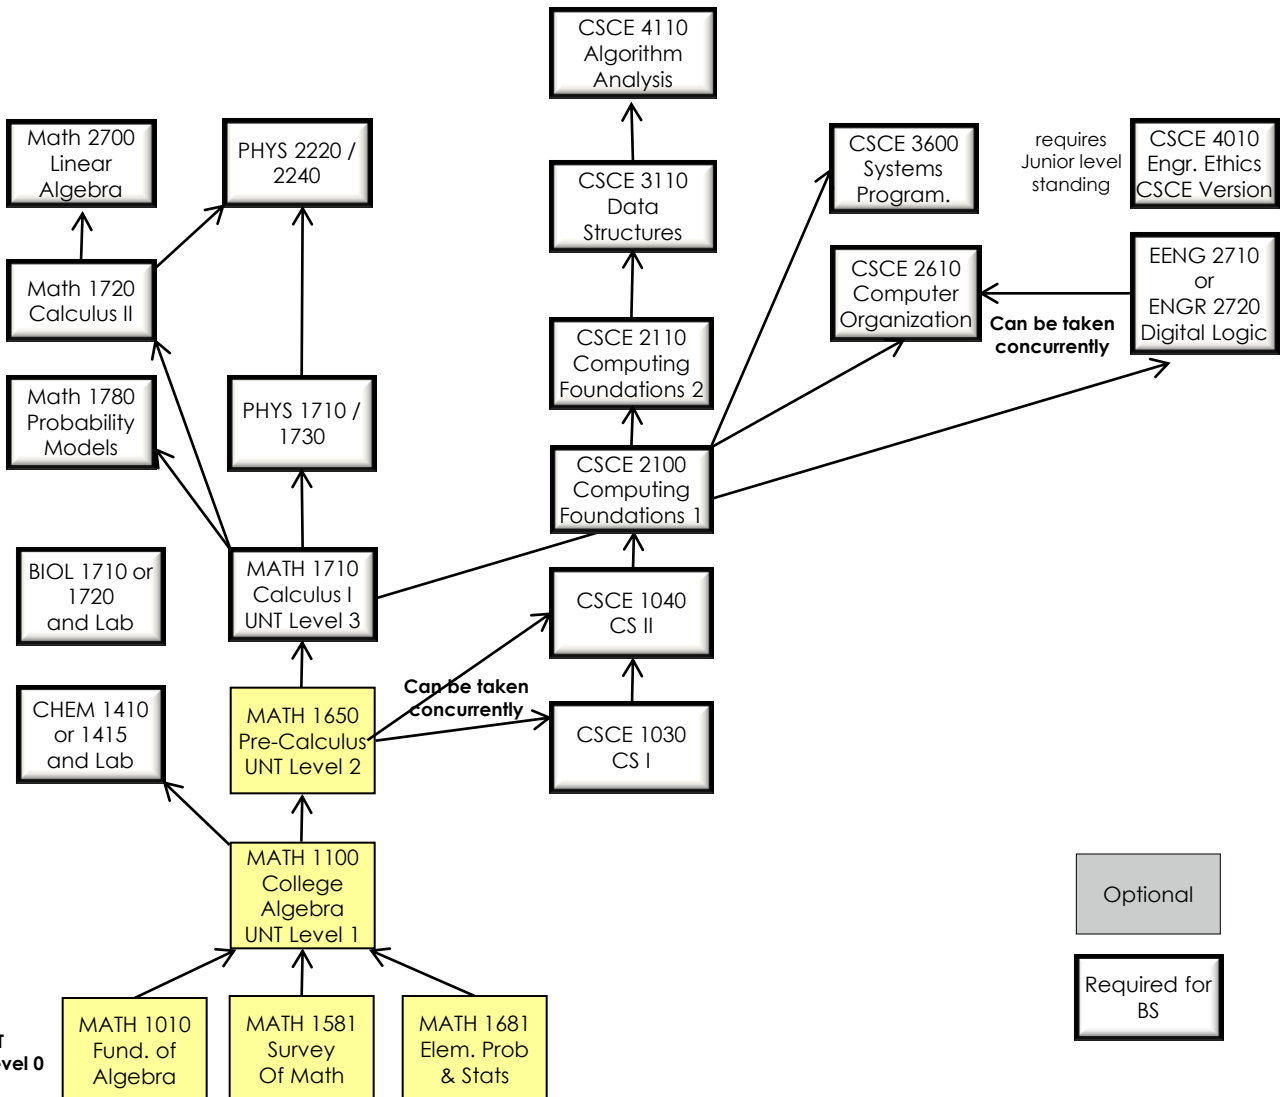 CSCE 4110
Algorithm
Analysis
Math 2700
Linear
Algebra
PHYS 2220 /
2240
CSCE 3110
Data
Structures
CSCE 3600
Systems
Program.
requires
Junior level
standing
CSCE 4010
Engr. Ethics
CSCE Version
Math 1720
Calculus II
CSCE 2610
Computer
Organization
Can be taken
concurrently
EENG 2710
or
ENGR 2720
Digital Logic
CSCE 2110
Computing
Foundations 2
Math 1780
Probability
Models
PHYS 1710 /
1730
CSCE 2100
Computing
Foundations 1
BIOL 1710 or
1720
and Lab
MATH 1710
Calculus I
UNT Level 3
CSCE 1040
CS II
CHEM 1410
or 1415
and Lab
MATH 1650
Pre-Calculus
UNT Level 2
Can be taken
concurrently
CSCE 1030
CS I
MATH 1100
College
Algebra
UNT Level 1
Optional
Required for
BS
MATH 1010
Fund. of
Algebra
MATH 1581
Survey
Of Math
MATH 1681
Elem. Prob
& Stats
T
evel 0